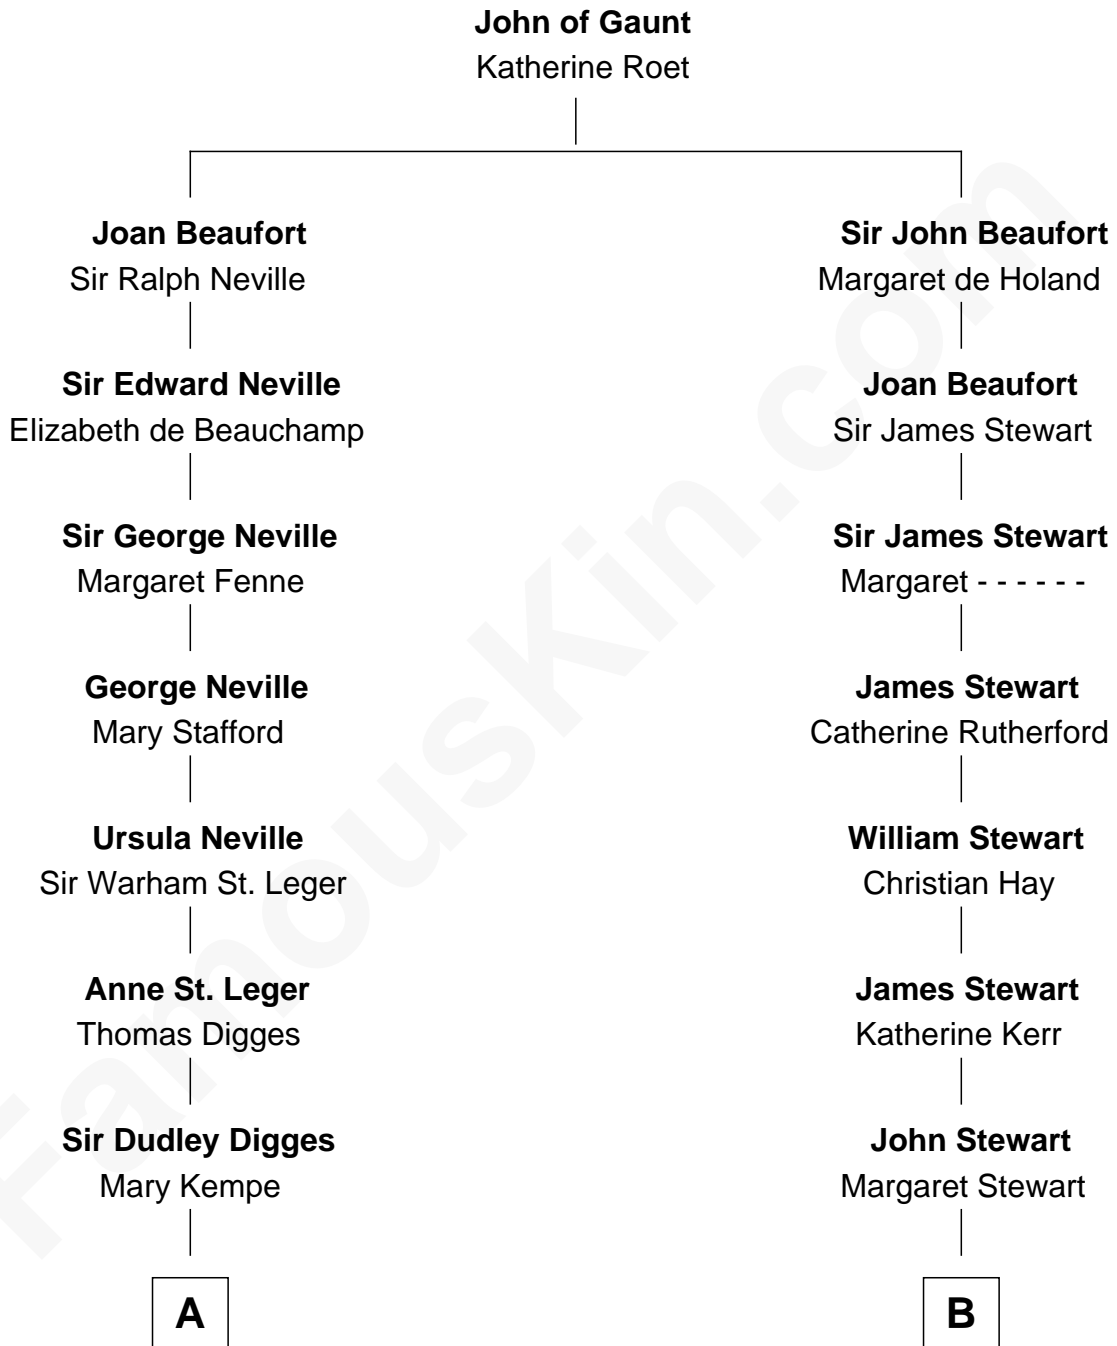 John of Gaunt
Katherine Roet
Joan Beaufort
Sir Ralph Neville
Sir John Beaufort
Margaret de Holand
Sir Edward Neville
Elizabeth de Beauchamp
Joan Beaufort
Sir James Stewart
Sir George Neville
Margaret Fenne
Sir James Stewart
Margaret - - - - - -
George Neville
Mary Stafford
James Stewart
Catherine Rutherford
Ursula Neville
Sir Warham St. Leger
William Stewart
Christian Hay
Anne St. Leger
Thomas Digges
James Stewart
Katherine Kerr
Sir Dudley Digges
Mary Kempe
John Stewart
Margaret Stewart
A
B
FamousKin.com